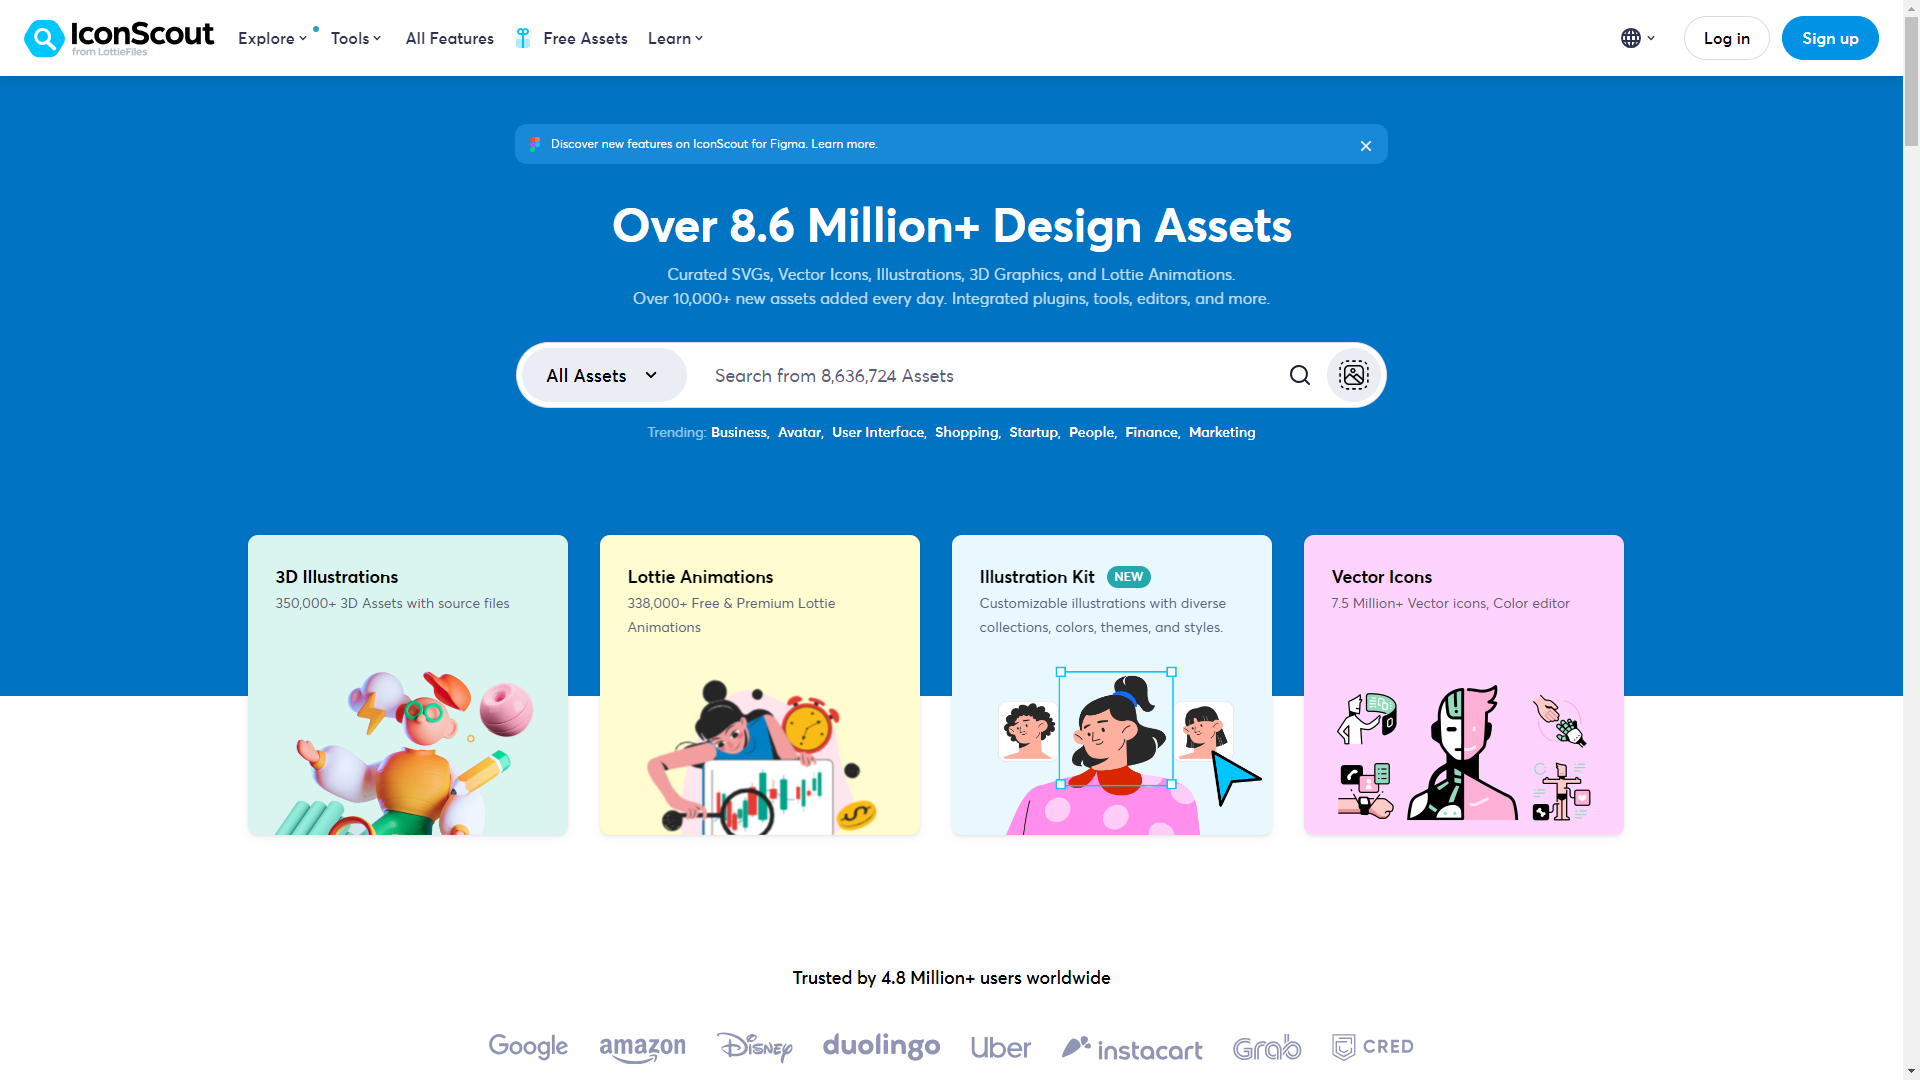 IconScout
from LottieFiles
Explore
Tools
All Features
Free Assets
Learn
Log in
Sign up
Discover new features on IconScout for Figma. Learn more.
Over 8.6 Million+ Design Assets
Curated SVGs, Vector Icons, Illustrations, 3D Graphics, and Lottie Animations.
Over 10,000+ new assets added every day. Integrated plugins, tools, editors, and more.
All Assets
Search from 8,636,724 Assets
Trending: Business, Avatar, User Interface, Shopping, Startup, People, Finance, Marketing
3D Illustrations
350,000+ 3D Assets with source files
Lottie Animations
338,000+ Free & Premium Lottie
Animations
Illustration Kit NEW
Customizable illustrations with diverse
collections, colors, themes, and styles.
Vector Icons
7.5 Million+ Vector icons, Color editor
Trusted by 4.8 Million+ users worldwide
Google
amazon
Disney
duolingo
Uber
instacart
Grab
CRED